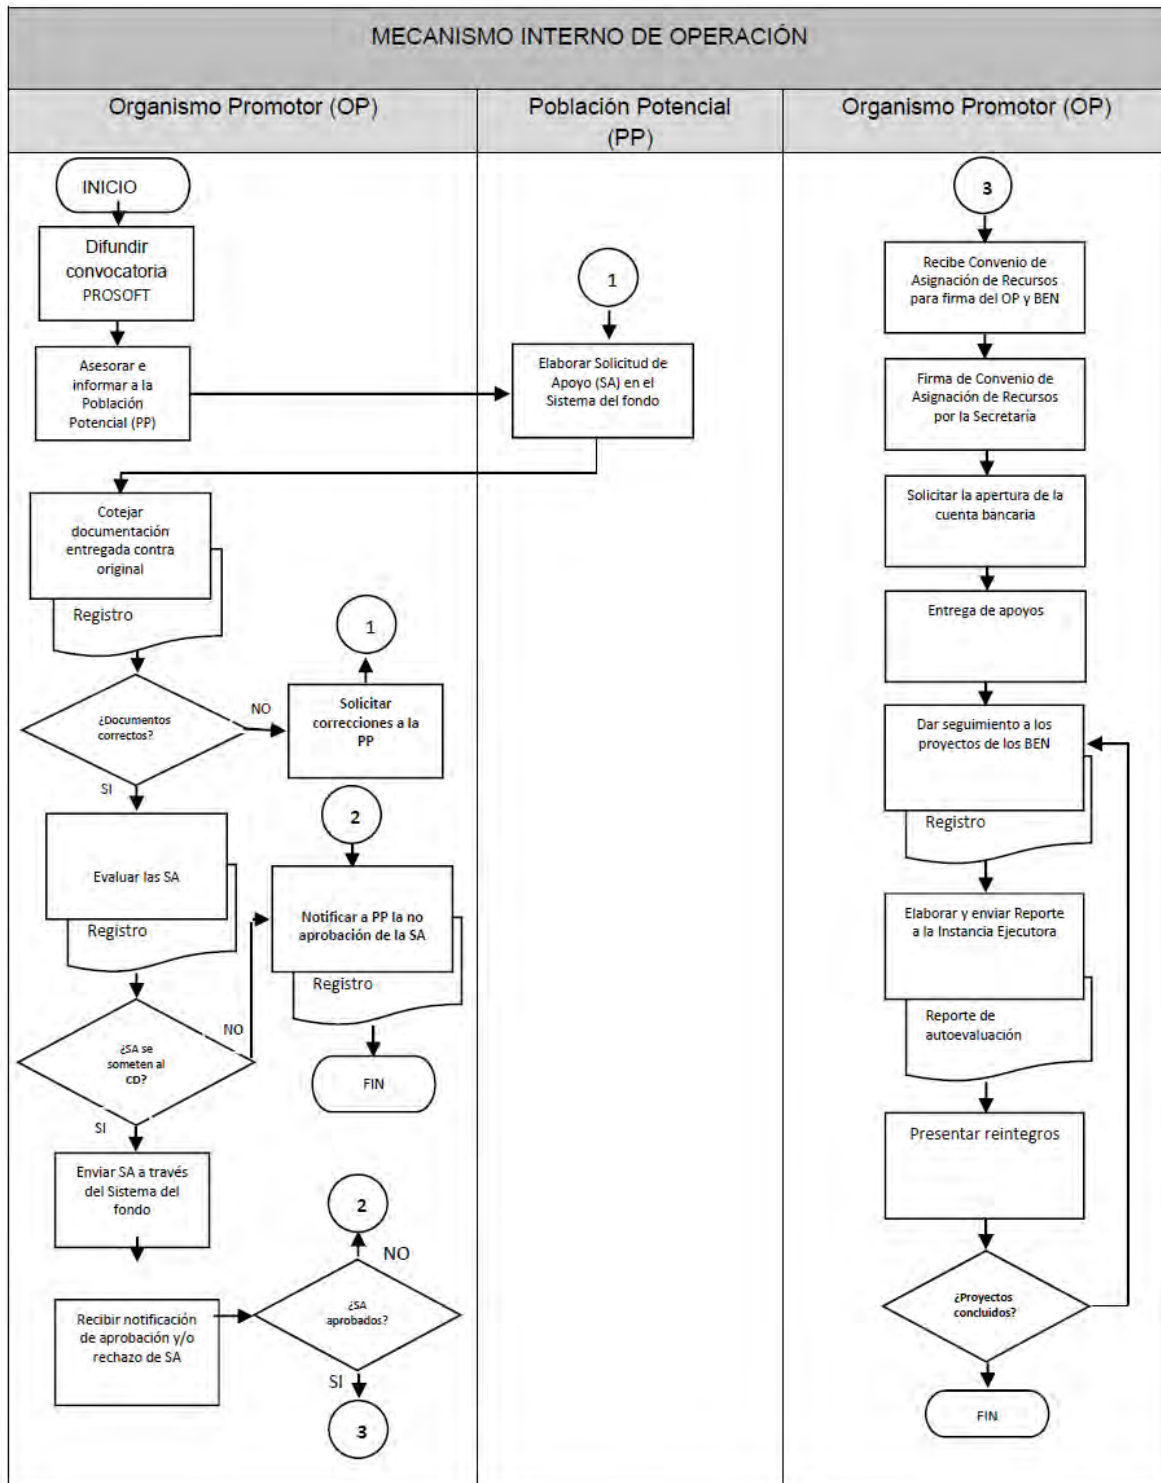 MECANISMO INTERNO DE OPERACIÓN
Organismo Promotor (OP)
Población Potencial
(PP)
Organismo Promotor (OP)
INICIO
Difundir
convocatoria
PROSOFT
Asesorar e
informar a la
Población
Potencial (PP)
1
Elaborar Solicitud de
Apoyo (SA) en el
Sistema del fondo
Cotejar
documentación
entregada contra
original
Registro
¿Documentos
correctos?
NO
SI
1
Solicitar
correcciones a la
PP
Evaluar las SA
Registro
2
Notificar a PP la no
aprobación de la SA
Registro
FIN
¿SA se
someten al
CD?
NO
SI
Enviar SA a través
del Sistema del
fondo
Recibir notificación
de aprobación y/o
rechazo de SA
2
NO
¿SA
aprobados?
SI
3
3
Recibe Convenio de
Asignación de Recursos
para firma del OP y BEN
Firma de Convenio de
Asignación de Recursos
por la Secretaría
Solicitar la apertura de la
cuenta bancaria
Entrega de apoyos
Dar seguimiento a los
proyectos de los BEN
Registro
Elaborar y enviar Reporte
a la Instancia Ejecutora
Reporte de
autoevaluación
Presentar reintegros
¿Proyectos
concluidos?
FIN